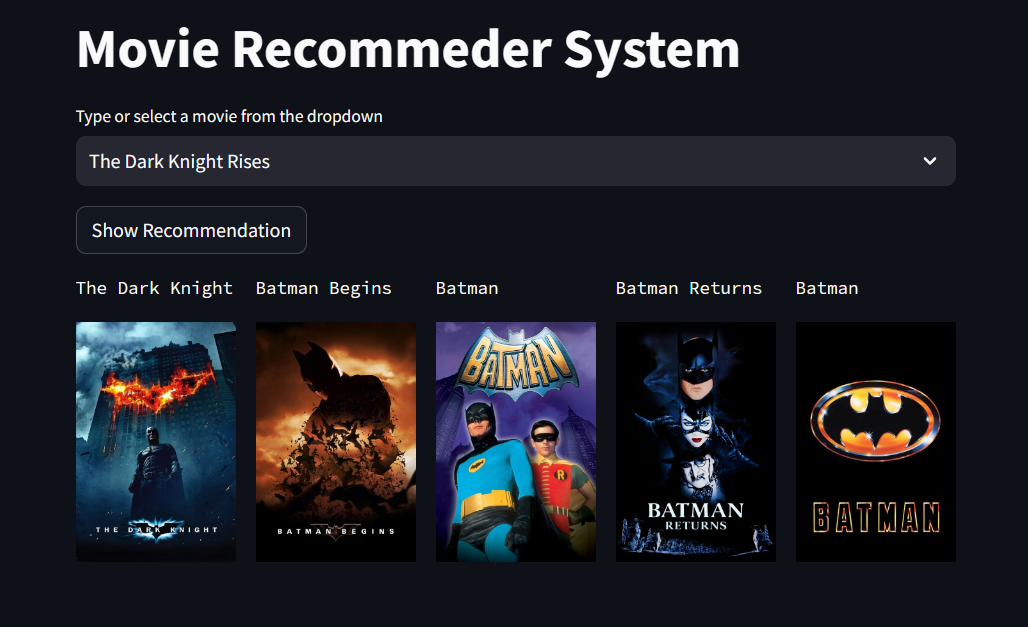 Movie Recommeder System
Type or select a movie from the dropdown
The Dark Knight Rises
Show Recommendation
The Dark Knight
Batman Begins
Batman
Batman Returns
Batman
THE DARK KNIGHT
BATMAN BEGINS
BATMAN
R
BATMAN
RETURNS
BATMAN